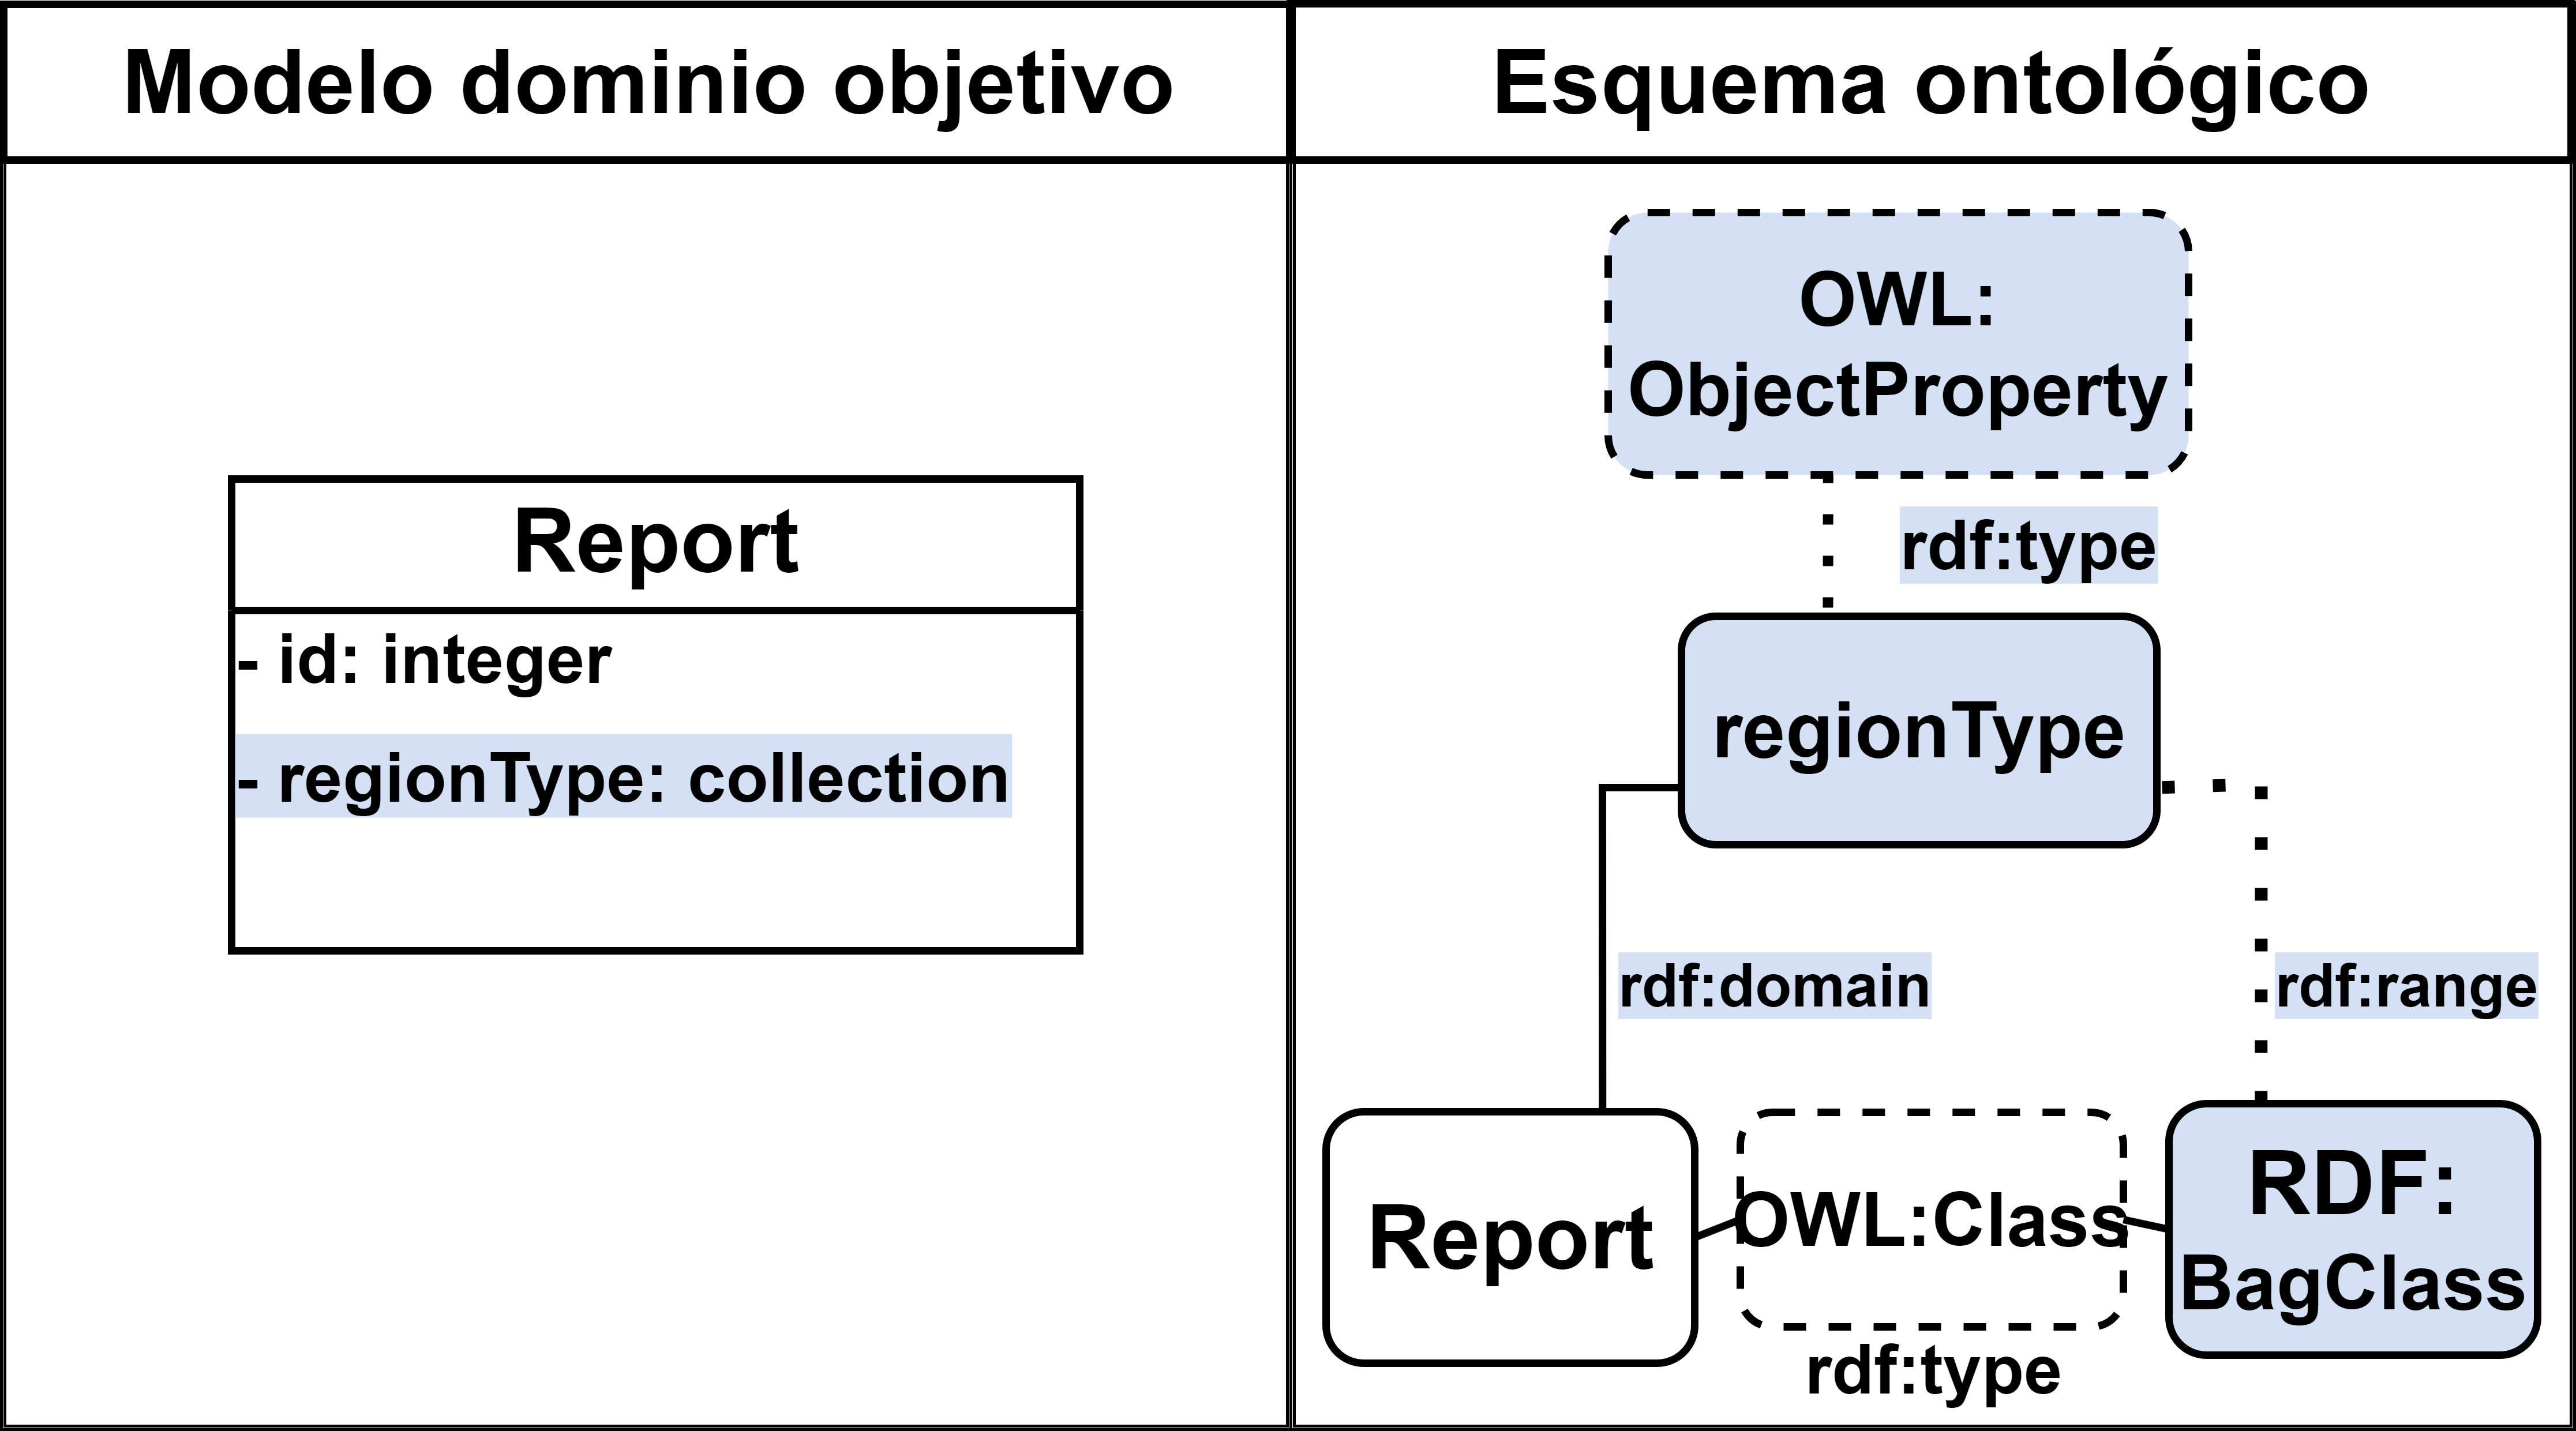 Modelo dominio objetivo
Esquema ontológico
Report
- id: integer
- regionType: collection
OWL:
ObjectProperty
rdf:type
regionType
rdf:domain
rdf:range
Report
OWL:Class
RDF:
BagClass
rdf:type